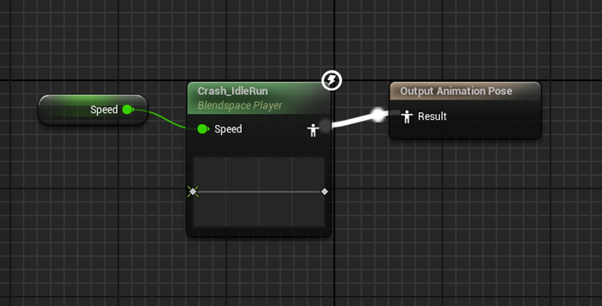 Speed
Crash_IdleRun
Blendspace Player
Speed
Output Animation Pose
Result